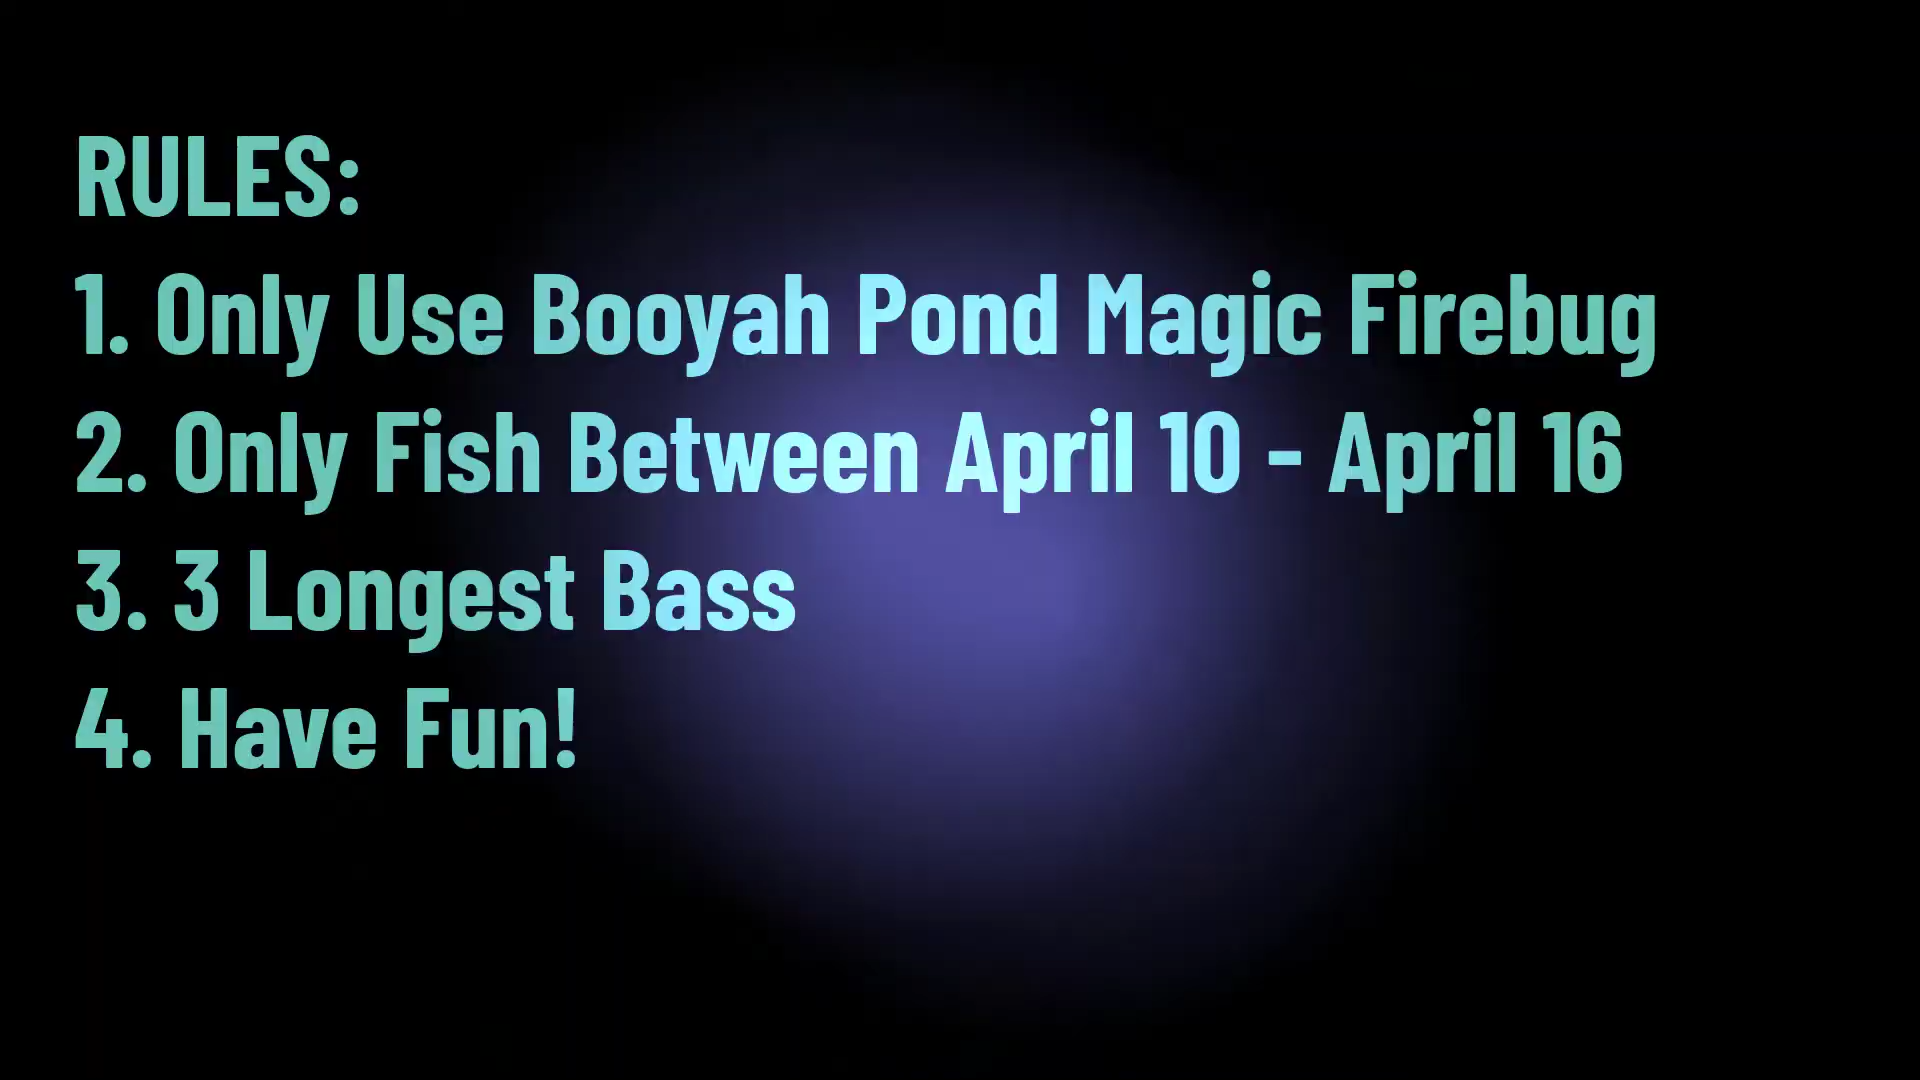 RULES:
1. Only Use Booyah Pond Magic Firebug
2. Only Fish Between April 10 - April 16
3. 3 Longest Bass
4. Have Fun!